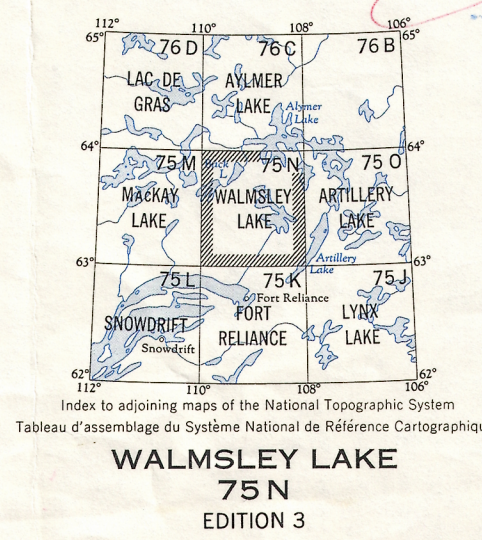 112° 110° 108° 106°
65° 65°
76 D 76 C 76 B
LAC DE GRAS
AYLMER LAKE
Aylmer Lake
64° 64°
75 M 75 N 75 O
MacKAY LAKE
WALMSLEY LAKE
ARTILLERY LAKE
Artillery Lake
63° 63°
75 L 75 K 75 J
Fort Reliance
SNOWDRIFT
FORT RELIANCE
LYNX LAKE
Snowdrift
62° 62°
112° 110° 108° 106°
Index to adjoining maps of the National Topographic System
Tableau d'assemblage du Système National de Référence Cartographiqu
WALMSLEY LAKE
75 N
EDITION 3